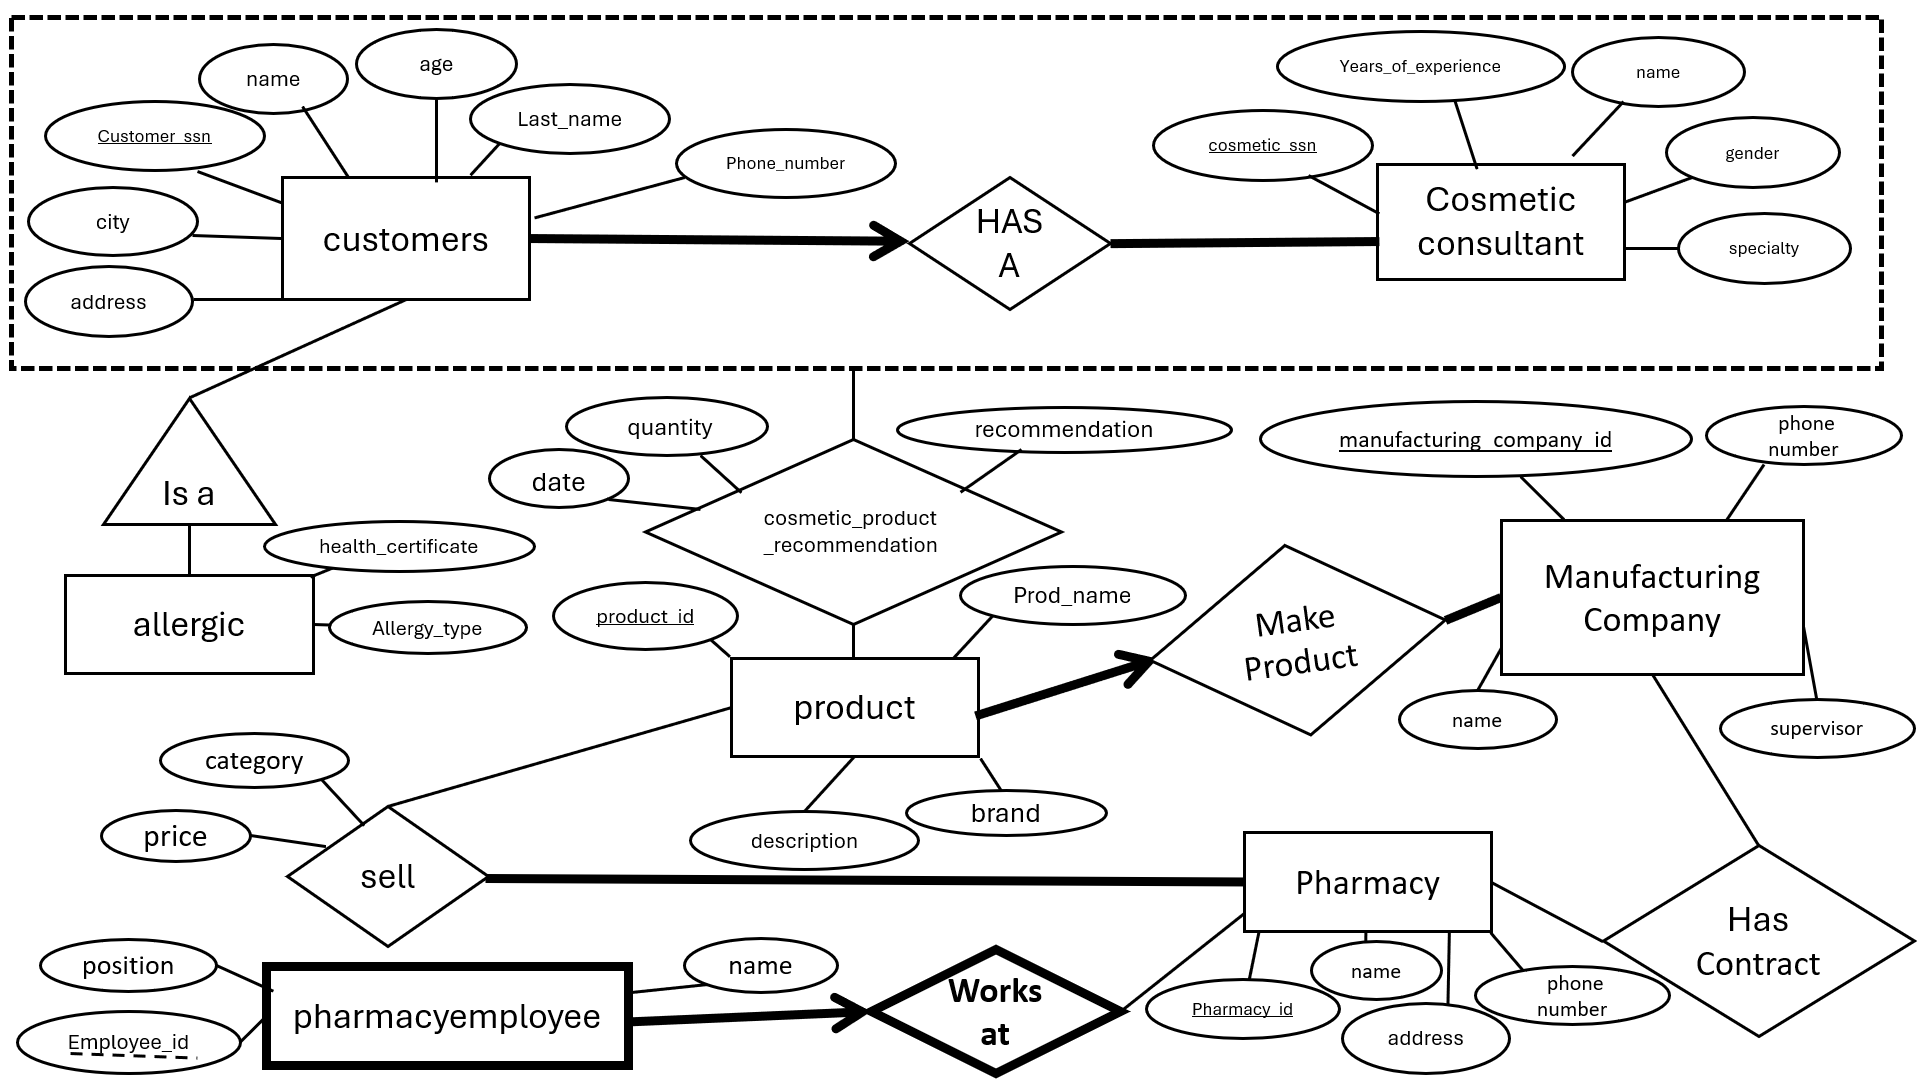 name
age
Last_name
Customer_ssn
Phone_number
city
customers
address
HAS
A
Years_of_experience
name
cosmetic_ssn
gender
Cosmetic
consultant
specialty
Is a
health_certificate
allergic
Allergy_type
quantity
recommendation
date
cosmetic_product
_recommendation
product_id
Prod_name
product
description
brand
Make
Product
manufacturing_company_id
phone
number
Manufacturing
Company
name
supervisor
category
price
sell
Pharmacy
Has
Contract
name
Pharmacy_id
address
phone
number
position
name
pharmacyemployee
Employee_id
Works
at